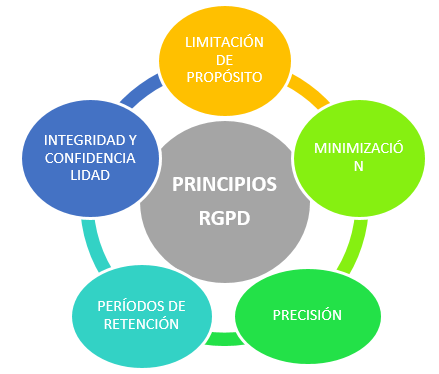 LIMITACIÓN
DE
PROPÓSITO
MINIMIZACIÓ
N
PRECISIÓN
PERÍODOS DE
RETENCIÓN
INTEGRIDAD Y
CONFIDENCIA
LIDAD
PRINCIPIOS
RGPD